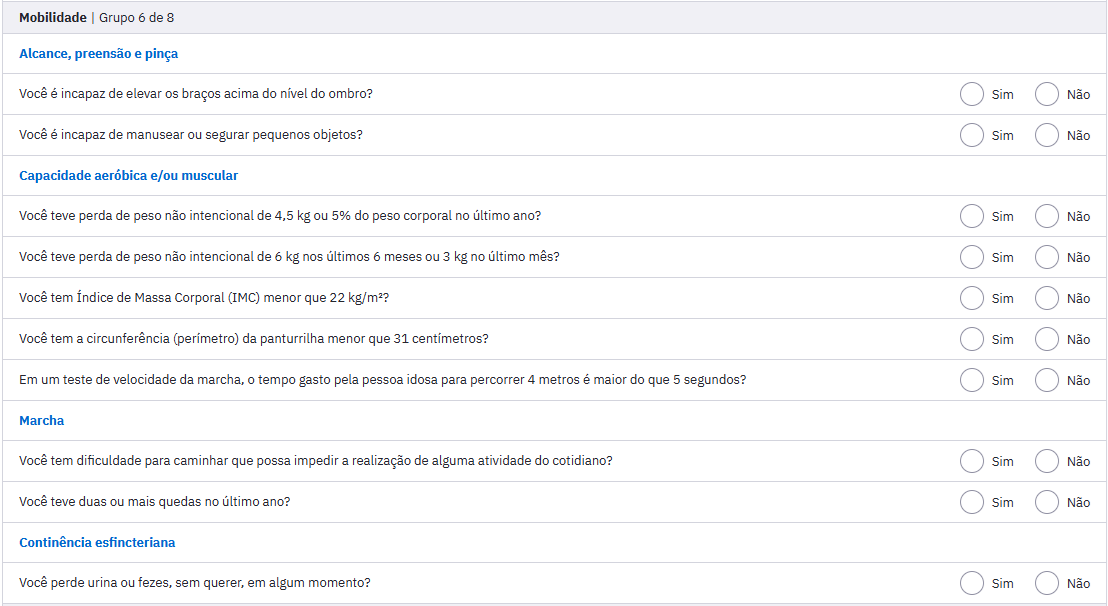 Mobilidade | Grupo 6 de 8
Alcance, preensão e pinça
Você é incapaz de elevar os braços acima do nível do ombro? Sim Não
Você é incapaz de manusear ou segurar pequenos objetos? Sim Não
Capacidade aeróbica e/ou muscular
Você teve perda de peso não intencional de 4,5 kg ou 5% do peso corporal no último ano? Sim Não
Você teve perda de peso não intencional de 6 kg nos últimos 6 meses ou 3 kg no último mês? Sim Não
Você tem Índice de Massa Corporal (IMC) menor que 22 kg/m²? Sim Não
Você tem a circunferência (perímetro) da panturrilha menor que 31 centímetros? Sim Não
Em um teste de velocidade da marcha, o tempo gasto pela pessoa idosa para percorrer 4 metros é maior do que 5 segundos? Sim Não
Marcha
Você tem dificuldade para caminhar que possa impedir a realização de alguma atividade do cotidiano? Sim Não
Você teve duas ou mais quedas no último ano? Sim Não
Continência esfincteriana
Você perde urina ou fezes, sem querer, em algum momento? Sim Não